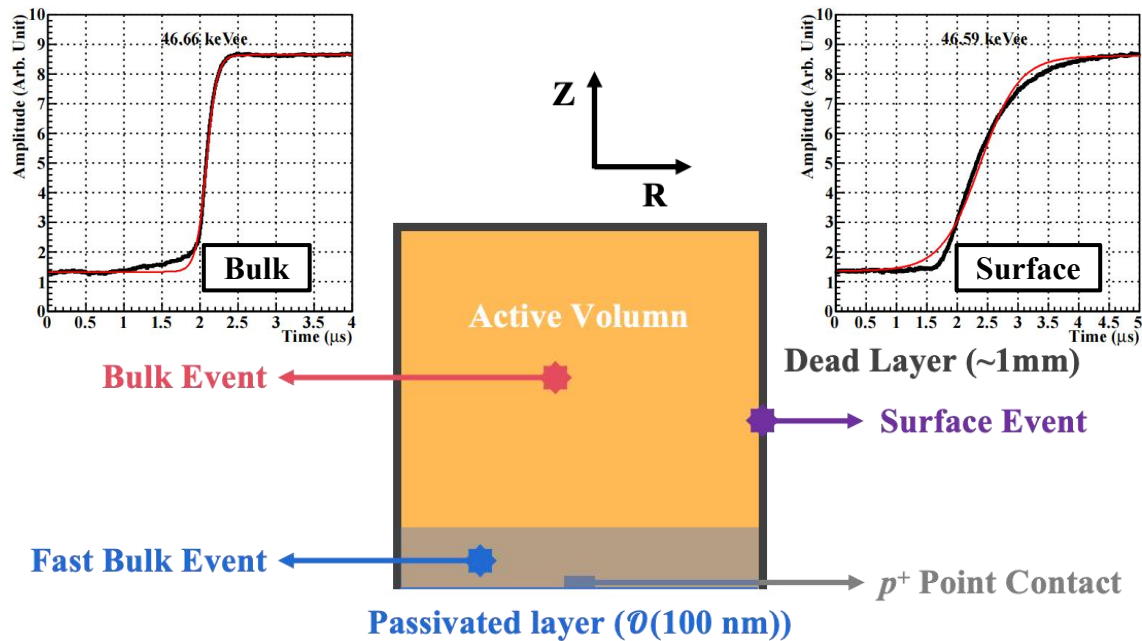 46.66 keVee
Amplitude (Arb. Unit)
10
9
8
7
6
5
4
3
2
1
0
Bulk
0 0.5 1 1.5 2 2.5 3 3.5 4
Time (μs)
Z
R
46.59 keVee
Amplitude (Arb. Unit)
10
9
8
7
6
5
4
3
2
1
0
Surface
0 0.5 1 1.5 2 2.5 3 3.5 4 4.5 5
Time (μs)
Active Volumn
Dead Layer (~1mm)
Bulk Event
Surface Event
Fast Bulk Event
p⁺ Point Contact
Passivated layer (𝒪(100 nm))